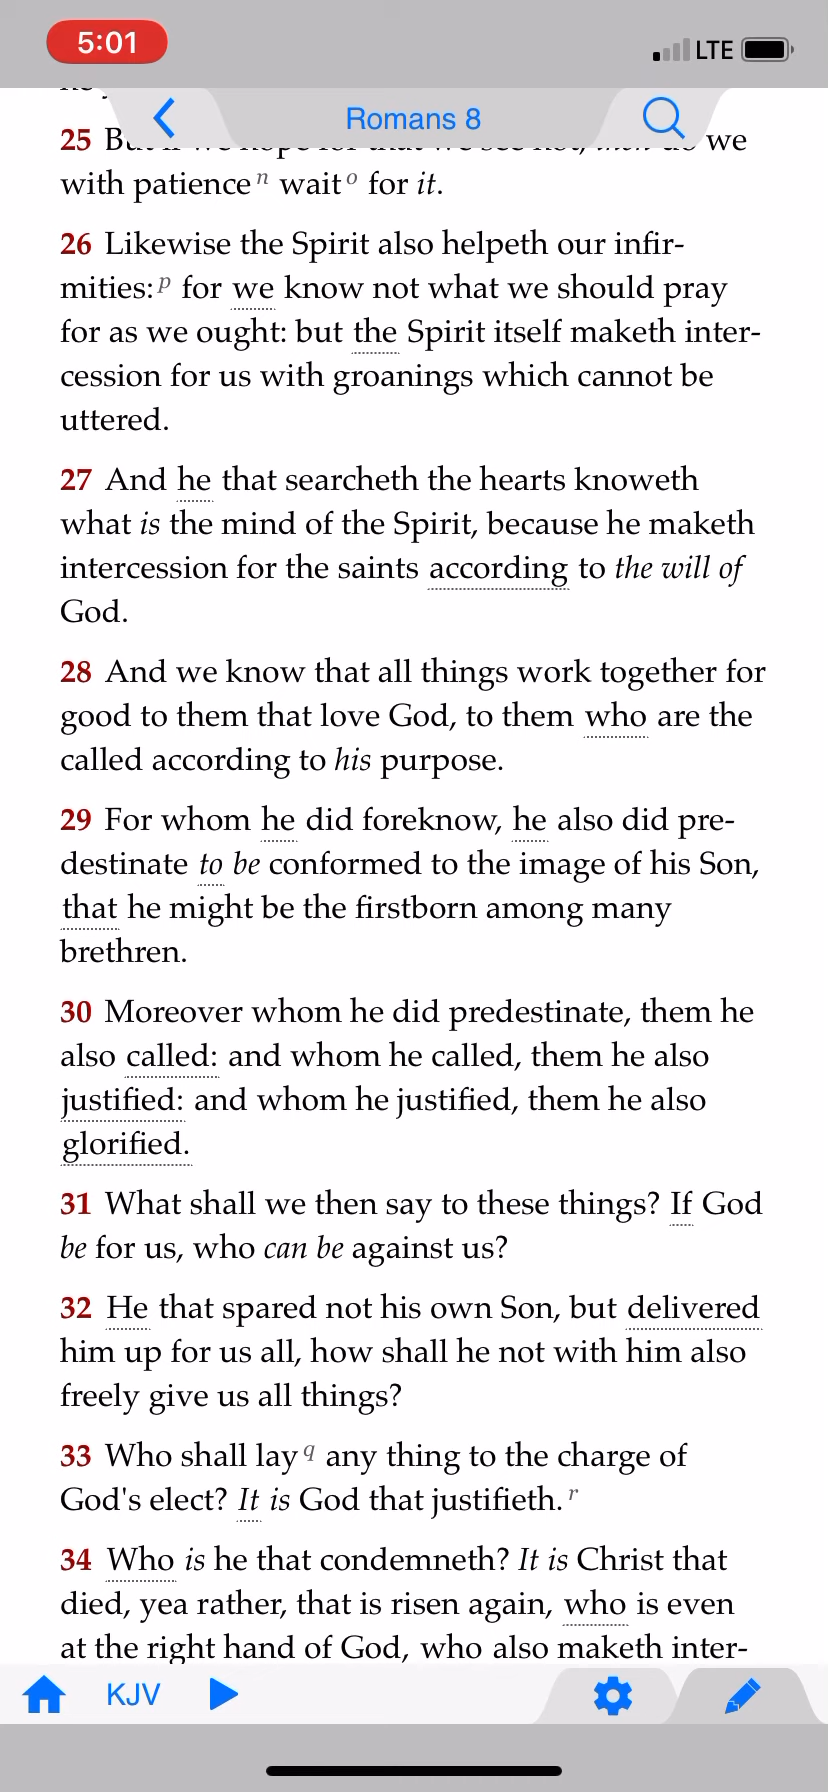 5:01
LTE
Romans 8
25 we
with patience n wait o for it.
26 Likewise the Spirit also helpeth our infir-
mities: p for we know not what we should pray
for as we ought: but the Spirit itself maketh inter-
cession for us with groanings which cannot be
uttered.
27 And he that searcheth the hearts knoweth
what is the mind of the Spirit, because he maketh
intercession for the saints according to the will of
God.
28 And we know that all things work together for
good to them that love God, to them who are the
called according to his purpose.
29 For whom he did foreknow, he also did pre-
destinate to be conformed to the image of his Son,
that he might be the firstborn among many
brethren.
30 Moreover whom he did predestinate, them he
also called: and whom he called, them he also
justified: and whom he justified, them he also
glorified.
31 What shall we then say to these things? If God
be for us, who can be against us?
32 He that spared not his own Son, but delivered
him up for us all, how shall he not with him also
freely give us all things?
33 Who shall lay q any thing to the charge of
God's elect? It is God that justifieth. r
34 Who is he that condemneth? It is Christ that
died, yea rather, that is risen again, who is even
at the right hand of God, who also maketh inter-
KJV